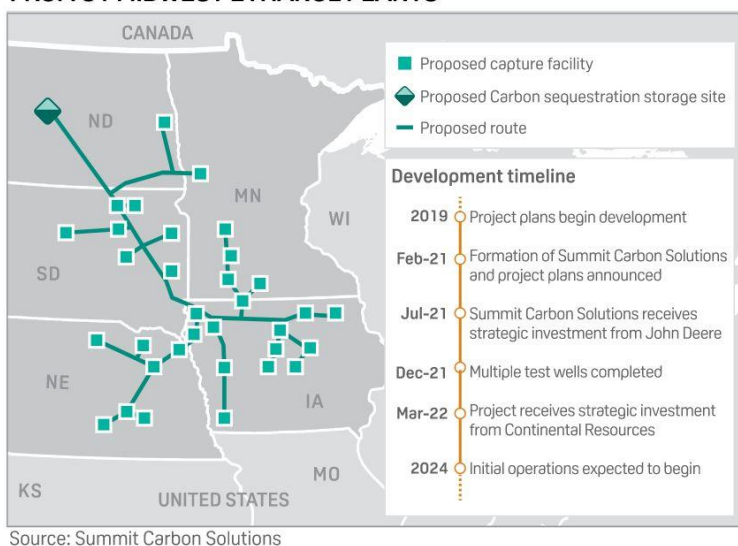 CANADA
ND
MN
WI
SD
NE
IA
KS
UNITED STATES
MO
Proposed capture facility
Proposed Carbon sequestration storage site
Proposed route
Development timeline
2019 Project plans begin development
Feb-21 Formation of Summit Carbon Solutions
and project plans announced
Jul-21 Summit Carbon Solutions receives
strategic investment from John Deere
Dec-21 Multiple test wells completed
Mar-22 Project receives strategic investment
from Continental Resources
2024 Initial operations expected to begin
Source: Summit Carbon Solutions